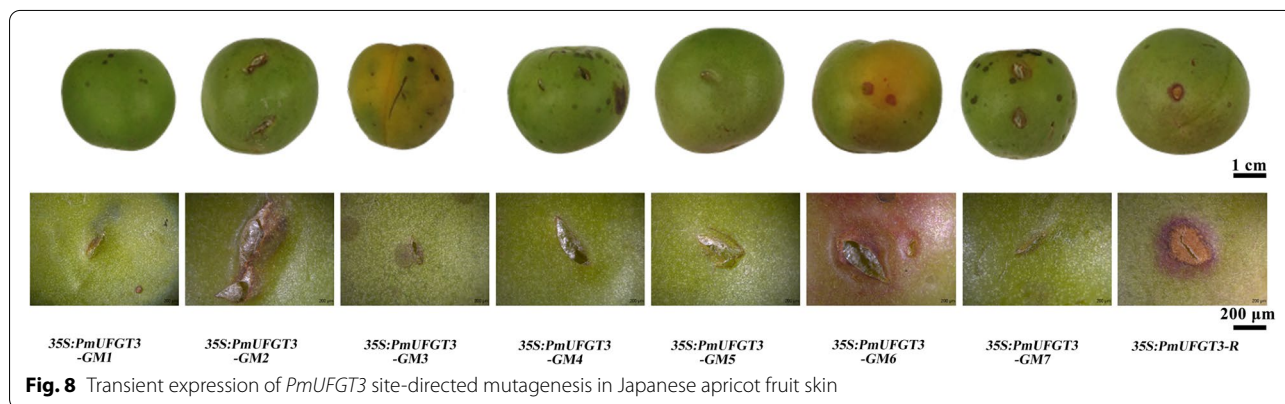 1 cm
200 μm
35S:PmUFGT3
-GM1
35S:PmUFGT3
-GM2
35S:PmUFGT3
-GM3
35S:PmUFGT3
-GM4
35S:PmUFGT3
-GM5
35S:PmUFGT3
-GM6
35S:PmUFGT3
-GM7
35S:PmUFGT3-R
Fig. 8 Transient expression of PmUFGT3 site-directed mutagenesis in Japanese apricot fruit skin